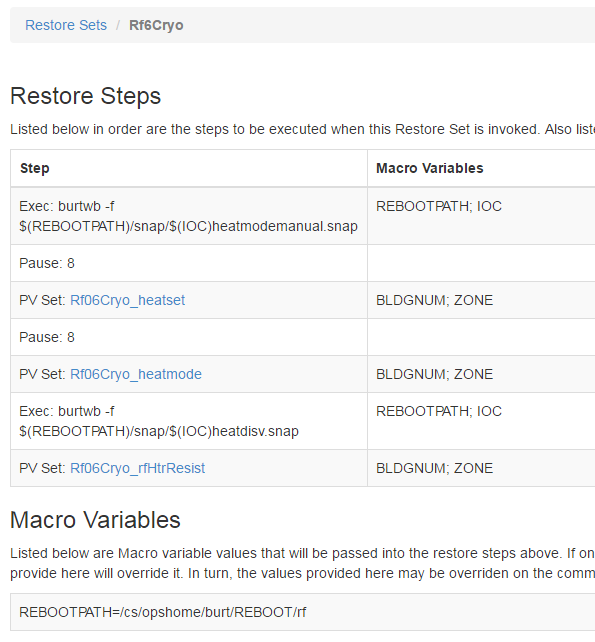 Restore Sets / Rf6Cryo
Restore Steps
Listed below in order are the steps to be executed when this Restore Set is invoked. Also liste
Step Macro Variables
Exec: burtwb -f REBOOTPATH; IOC
$(REBOOTPATH)/snap/$(IOC)heatmodemanual.snap
Pause: 8
PV Set: Rf06Cryo_heatset BLDGNUM; ZONE
Pause: 8
PV Set: Rf06Cryo_heatmode BLDGNUM; ZONE
Exec: burtwb -f REBOOTPATH; IOC
$(REBOOTPATH)/snap/$(IOC)heatdisv.snap
PV Set: Rf06Cryo_rfHtrResist BLDGNUM; ZONE
Macro Variables
Listed below are Macro variable values that will be passed into the restore steps above. If on
provide here will override it. In turn, the values provided here may be overriden on the comm
REBOOTPATH=/cs/opshome/burt/REBOOT/rf